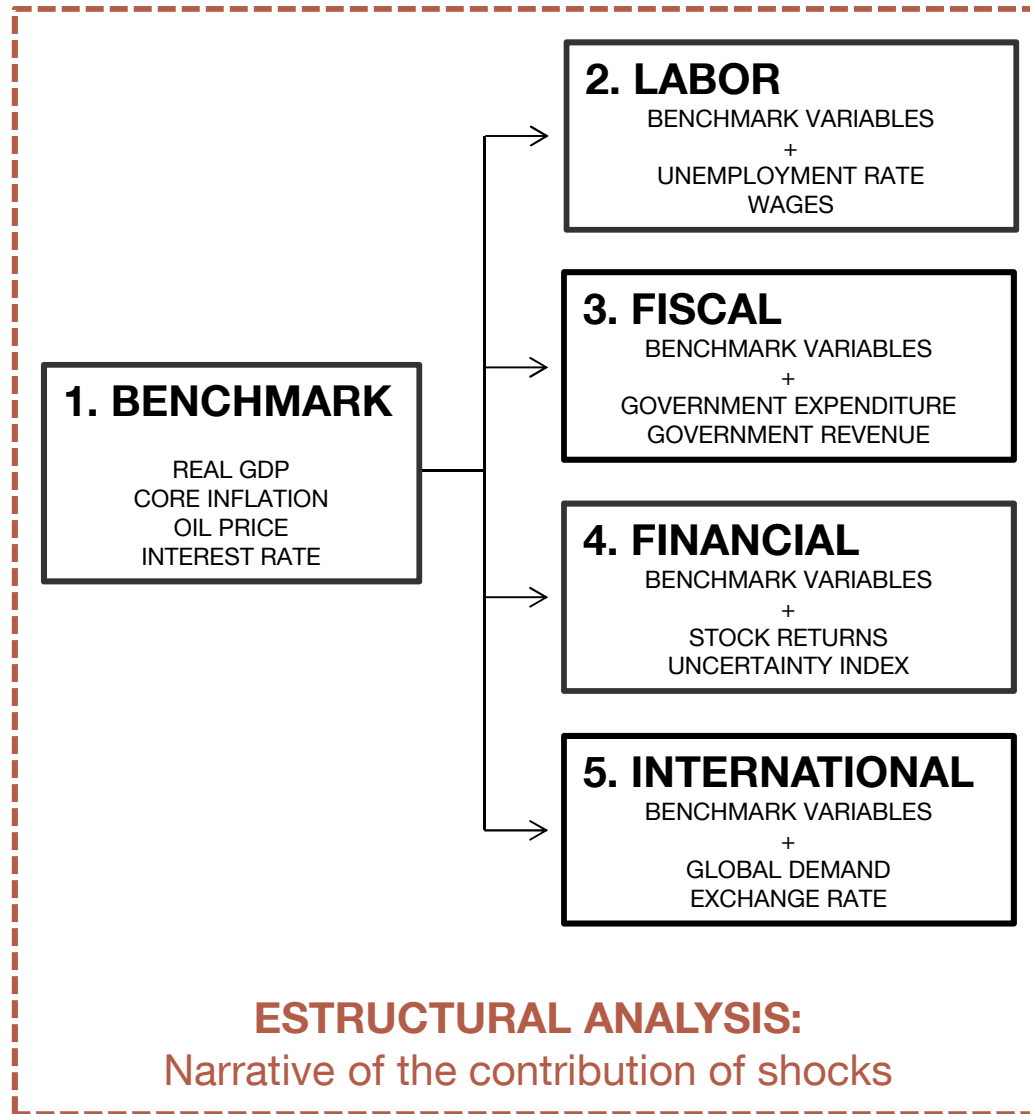 1. BENCHMARK
REAL GDP
CORE INFLATION
OIL PRICE
INTEREST RATE
2. LABOR
BENCHMARK VARIABLES
+
UNEMPLOYMENT RATE
WAGES
3. FISCAL
BENCHMARK VARIABLES
+
GOVERNMENT EXPENDITURE
GOVERNMENT REVENUE
4. FINANCIAL
BENCHMARK VARIABLES
+
STOCK RETURNS
UNCERTAINTY INDEX
5. INTERNATIONAL
BENCHMARK VARIABLES
+
GLOBAL DEMAND
EXCHANGE RATE
ESTRUCTURAL ANALYSIS:
Narrative of the contribution of shocks